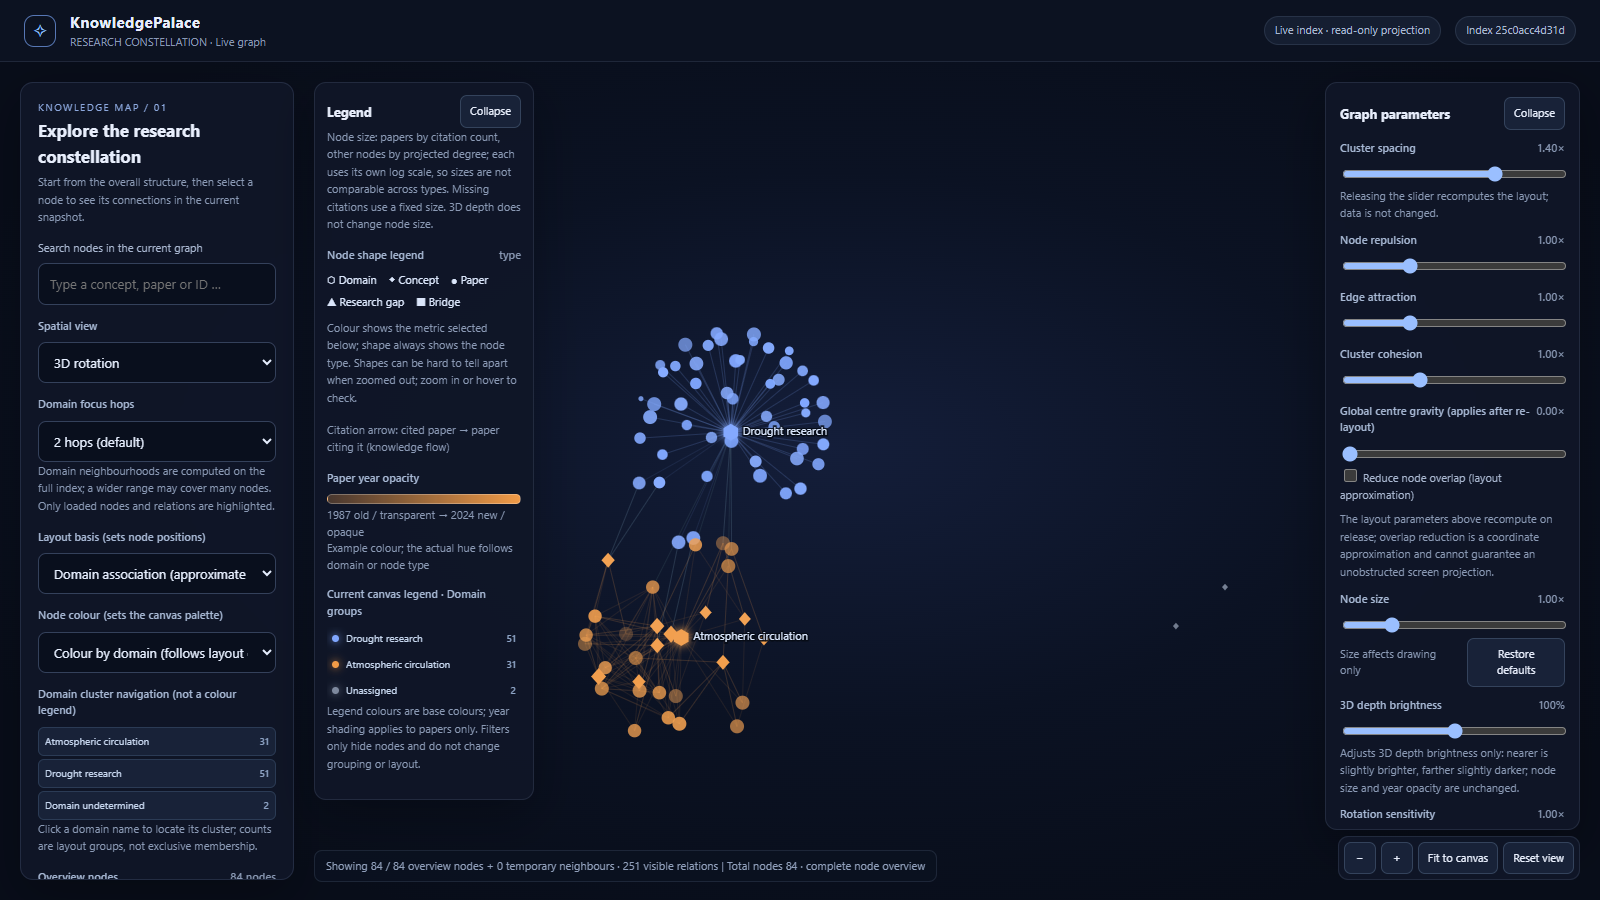 KnowledgePalace
RESEARCH CONSTELLATION · Live graph
Live index · read-only projection
Index 25c0acc4d31d
KNOWLEDGE MAP / 01
Explore the research
constellation
Start from the overall structure, then select a
node to see its connections in the current
snapshot.
Search nodes in the current graph
Type a concept, paper or ID ...
Spatial view
3D rotation
Domain focus hops
2 hops (default)
Domain neighbourhoods are computed on the
full index; a wider range may cover many nodes.
Only loaded nodes and relations are highlighted.
Layout basis (sets node positions)
Domain association (approximate
Node colour (sets the canvas palette)
Colour by domain (follows layout
Domain cluster navigation (not a colour
legend)
Atmospheric circulation 31
Drought research 51
Domain undetermined 2
Click a domain name to locate its cluster; counts
are layout groups, not exclusive membership.
Overview nodes 84 nodes
Legend
Collapse
Node size: papers by citation count,
other nodes by projected degree; each
uses its own log scale, so sizes are not
comparable across types. Missing
citations use a fixed size. 3D depth does
not change node size.
Node shape legend type
Domain Concept Paper
Research gap Bridge
Colour shows the metric selected
below; shape always shows the node
type. Shapes can be hard to tell apart
when zoomed out; zoom in or hover to
check.
Citation arrow: cited paper → paper
citing it (knowledge flow)
Paper year opacity
1987 old / transparent → 2024 new /
opaque
Example colour; the actual hue follows
domain or node type
Current canvas legend · Domain
groups
Drought research 51
Atmospheric circulation 31
Unassigned 2
Legend colours are base colours; year
shading applies to papers only. Filters
only hide nodes and do not change
grouping or layout.
Drought research
Atmospheric circulation
Showing 84 / 84 overview nodes + 0 temporary neighbours · 251 visible relations | Total nodes 84 · complete node overview
Graph parameters
Collapse
Cluster spacing 1.40×
Releasing the slider recomputes the layout;
data is not changed.
Node repulsion 1.00×
Edge attraction 1.00×
Cluster cohesion 1.00×
Global centre gravity (applies after re- 0.00×
layout)
Reduce node overlap (layout
approximation)
The layout parameters above recompute on
release; overlap reduction is a coordinate
approximation and cannot guarantee an
unobstructed screen projection.
Node size 1.00×
Size affects drawing
only
Restore
defaults
3D depth brightness 100%
Adjusts 3D depth brightness only: nearer is
slightly brighter, farther slightly darker; node
size and year opacity are unchanged.
Rotation sensitivity 1.00×
−
+
Fit to canvas
Reset view